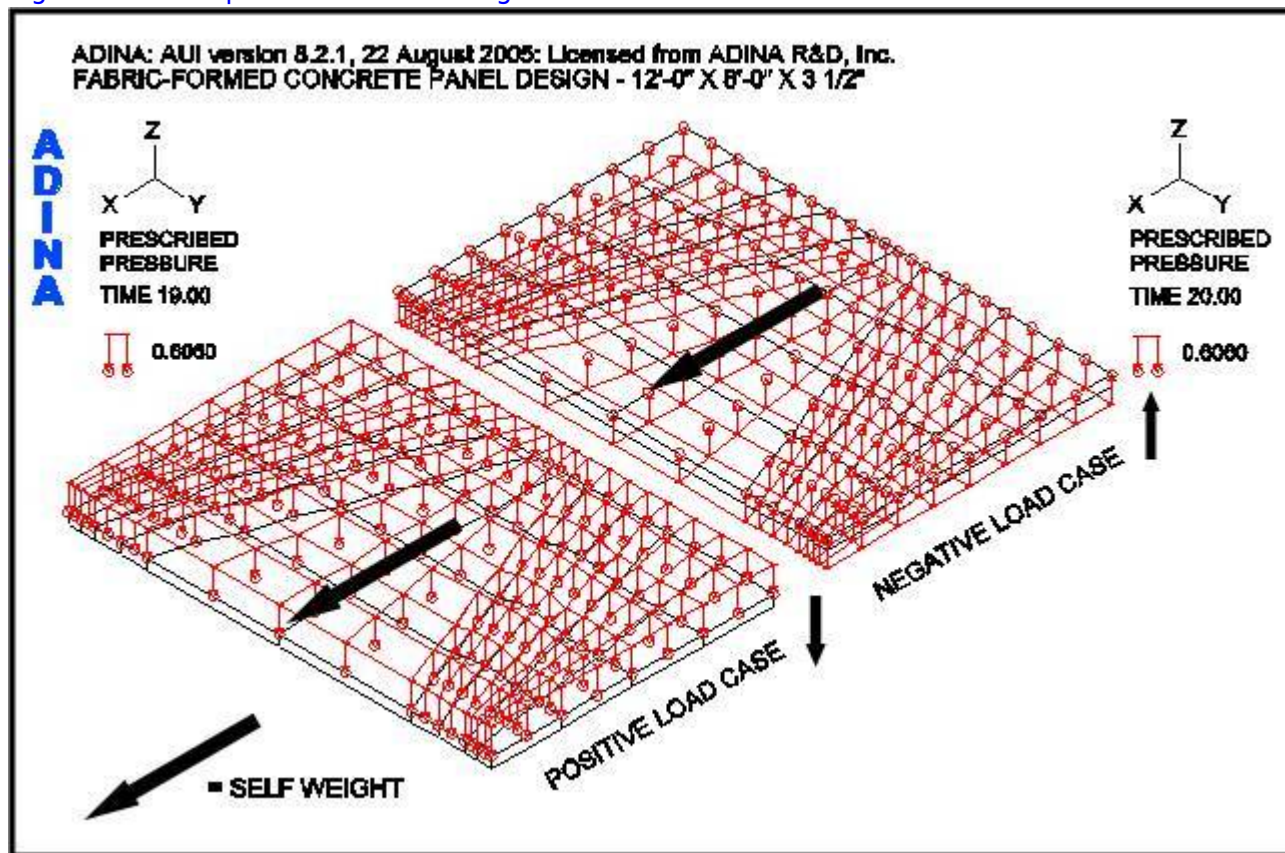 ADINA: AUI version 8.2.1, 22 August 2005: Licensed from ADINA R&D, Inc.
FABRIC-FORMED CONCRETE PANEL DESIGN - 12'-0" X 8'-0" X 3 1/2"
ADINA
Z
X Y
PRESCRIBED
PRESSURE
TIME 19.00
0.6060
Z
X Y
PRESCRIBED
PRESSURE
TIME 20.00
0.6060
NEGATIVE LOAD CASE
POSITIVE LOAD CASE
= SELF WEIGHT